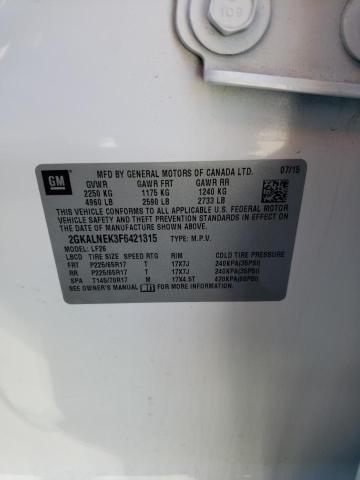 109
GM
MFD BY GENERAL MOTORS OF CANADA LTD. 07/15
GVWR GAWR FRT GAWR RR
2250 KG 1175 KG 1240 KG
4960 LB 2590 LB 2733 LB
THIS VEHICLE CONFORMS TO ALL APPLICABLE U.S. FEDERAL MOTOR
VEHICLE SAFETY AND THEFT PREVENTION STANDARDS IN EFFECT
ON THE DATE OF MANUFACTURE SHOWN ABOVE.
2GKALNEK3F6421315 TYPE: M.P.V.
MODEL: LF26
LBCD TIRE SIZE SPEED RTG RIM COLD TIRE PRESSURE
FRT P225/65R17 T 17X7J 240KPA(35PSI)
RR P225/65R17 T 17X7J 240KPA(35PSI)
SPA T145/70R17 M 17X4.5T 420KPA(60PSI)
SEE OWNER'S MANUAL FOR MORE INFORMATION.